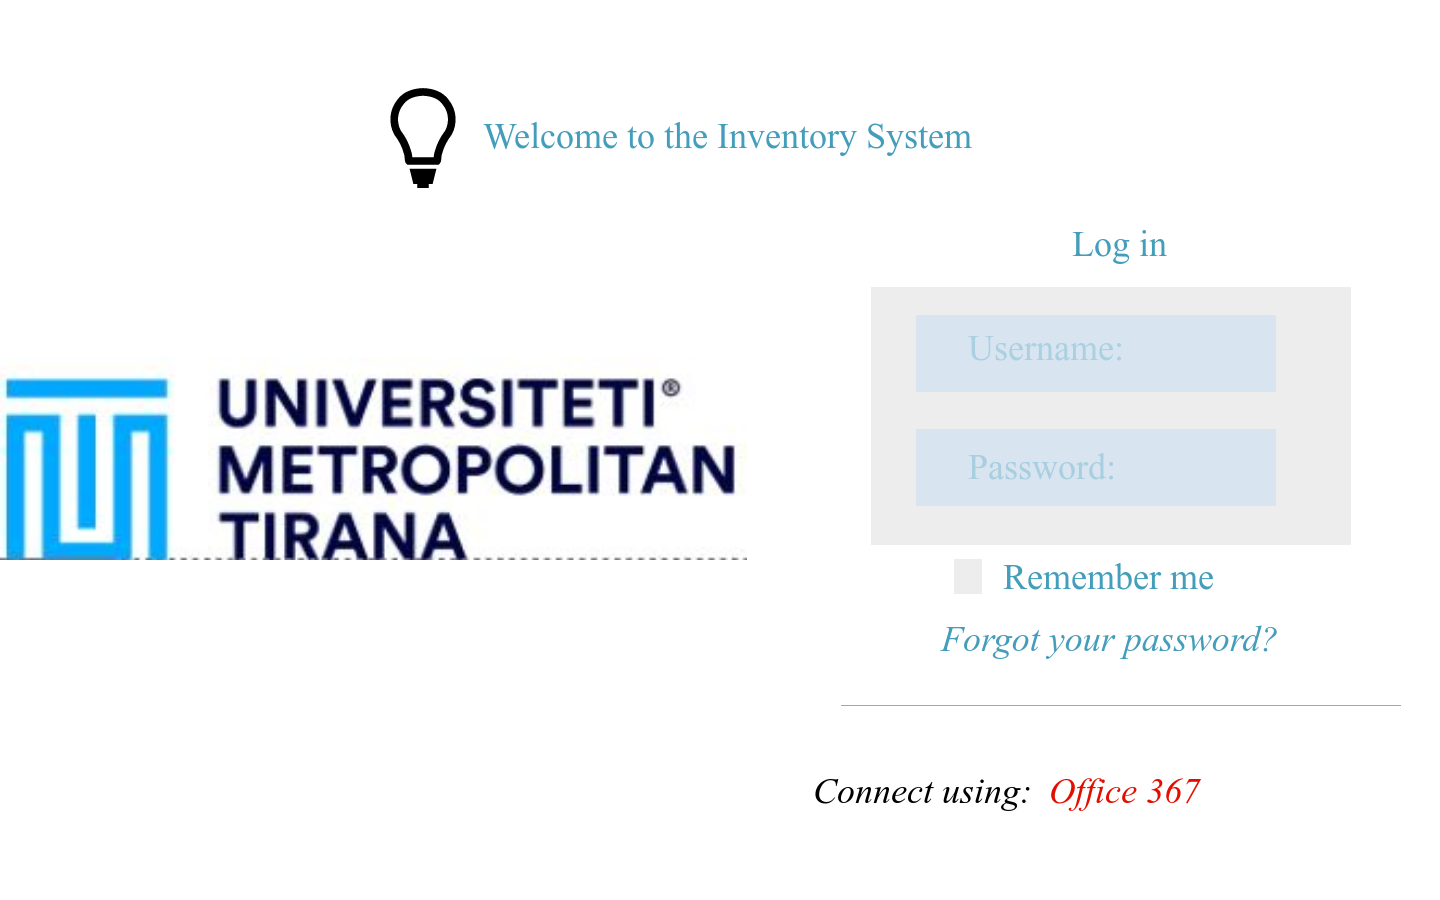 Welcome to the Inventory System
Log in
Username:
Password:
Remember me
Forgot your password?
Connect using: Office 367
UNIVERSITETI®
METROPOLITAN
TIRANA